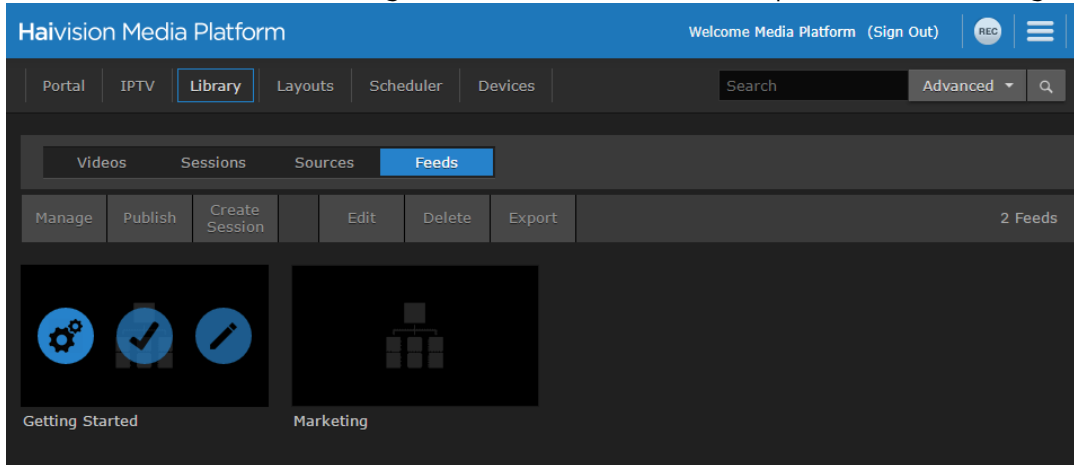 Haivision Media Platform
Welcome Media Platform (Sign Out)
REC
Portal IPTV Library Layouts Scheduler Devices
Search
Advanced
Videos Sessions Sources Feeds
Manage Publish Create Session Edit Delete Export
2 Feeds
Getting Started Marketing